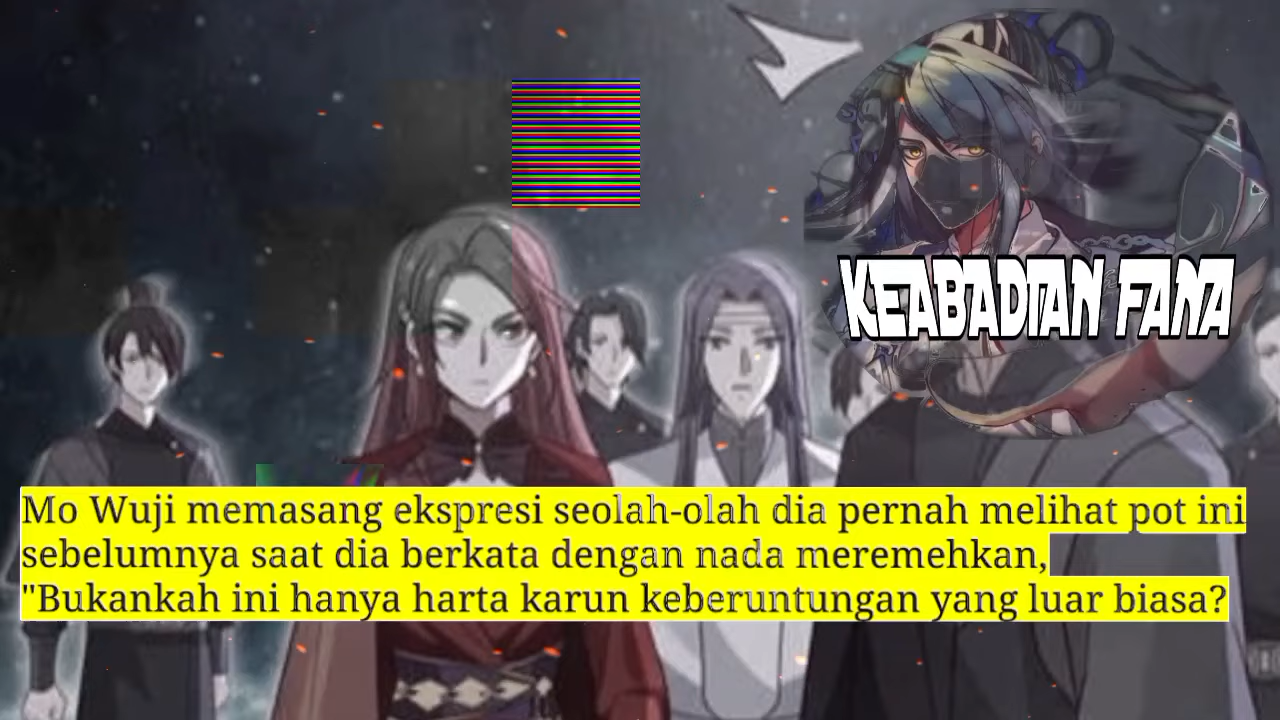 KEABADIAN FANA
Mo Wuji memasang ekspresi seolah-olah dia pernah melihat pot ini
sebelumnya saat dia berkata dengan nada meremehkan,
"Bukankah ini hanya harta karun keberuntungan yang luar biasa?